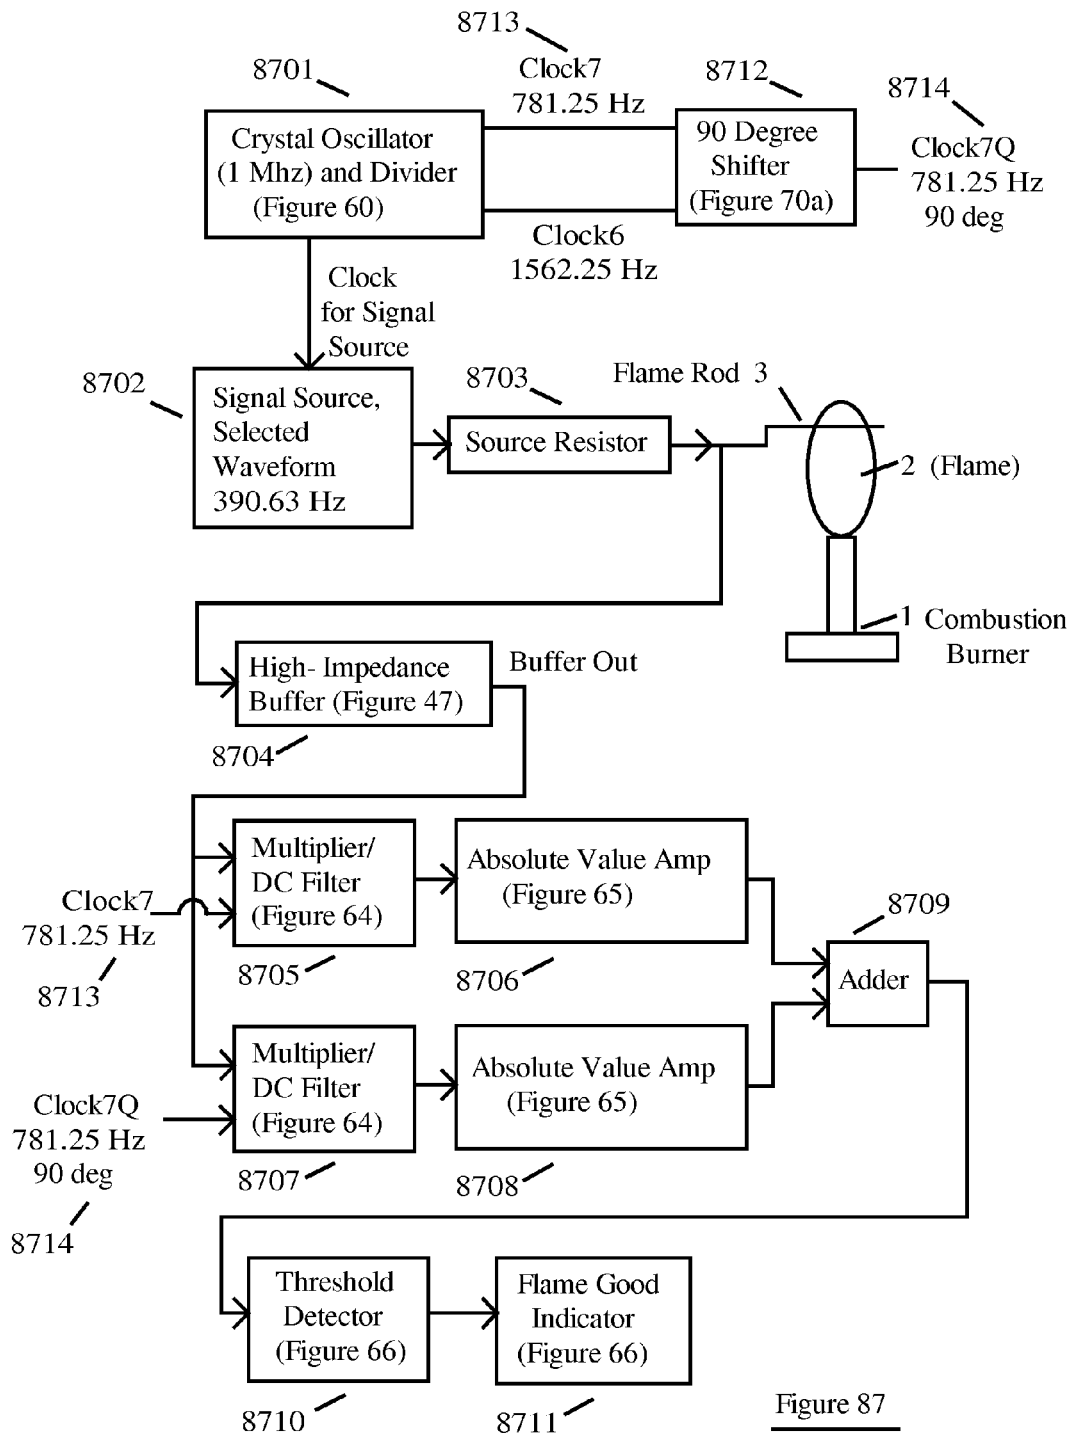 8713
8701
Clock7
781.25 Hz
8712
8714
Crystal Oscillator
(1 Mhz) and Divider
(Figure 60)
90 Degree
Shifter
(Figure 70a)
Clock7Q
781.25 Hz
90 deg
Clock6
1562.25 Hz
Clock
for Signal
Source
8702
8703
Flame Rod 3
Signal Source,
Selected
Waveform
390.63 Hz
Source Resistor
2 (Flame)
1 Combustion
Burner
High- Impedance
Buffer (Figure 47)
Buffer Out
8704
Multiplier/
DC Filter
(Figure 64)
Absolute Value Amp
(Figure 65)
Clock7
781.25 Hz
8713
8705
8706
8709
Adder
Multiplier/
DC Filter
(Figure 64)
Absolute Value Amp
(Figure 65)
Clock7Q
781.25 Hz
90 deg
8714
8707
8708
Threshold
Detector
(Figure 66)
Flame Good
Indicator
(Figure 66)
8710
8711
Figure 87